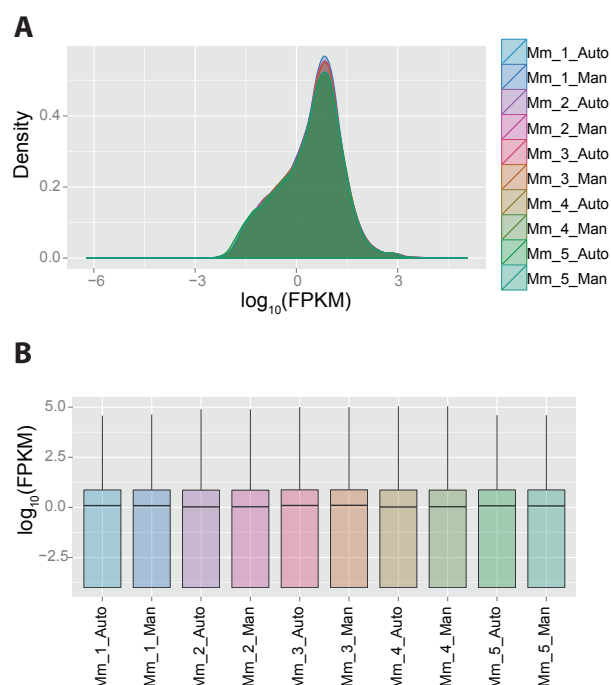 A
Density
0.4
0.2
0.0
−6
−3
0
3
log10(FPKM)
Mm_1_Auto
Mm_1_Man
Mm_2_Auto
Mm_2_Man
Mm_3_Auto
Mm_3_Man
Mm_4_Auto
Mm_4_Man
Mm_5_Auto
Mm_5_Man
B
log10(FPKM)
5.0
2.5
0.0
−2.5
Mm_1_Auto
Mm_1_Man
Mm_2_Auto
Mm_2_Man
Mm_3_Auto
Mm_3_Man
Mm_4_Auto
Mm_4_Man
Mm_5_Auto
Mm_5_Man